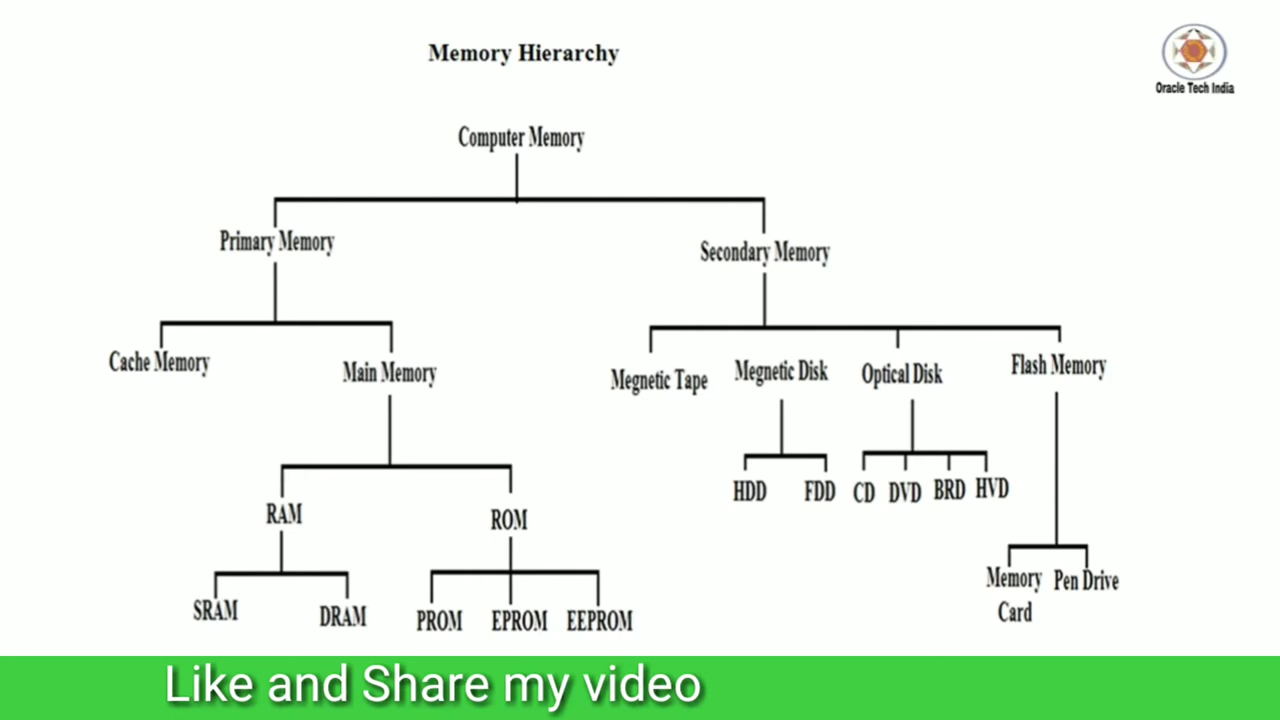 Memory Hierarchy
Oracle Tech India
Computer Memory
Primary Memory
Secondary Memory
Cache Memory
Main Memory
Megnetic Tape
Megnetic Disk
Optical Disk
Flash Memory
HDD
FDD
CD
DVD
BRD
HVD
RAM
ROM
Memory
Card
Pen Drive
SRAM
DRAM
PROM
EPROM
EEPROM
Like and Share my video